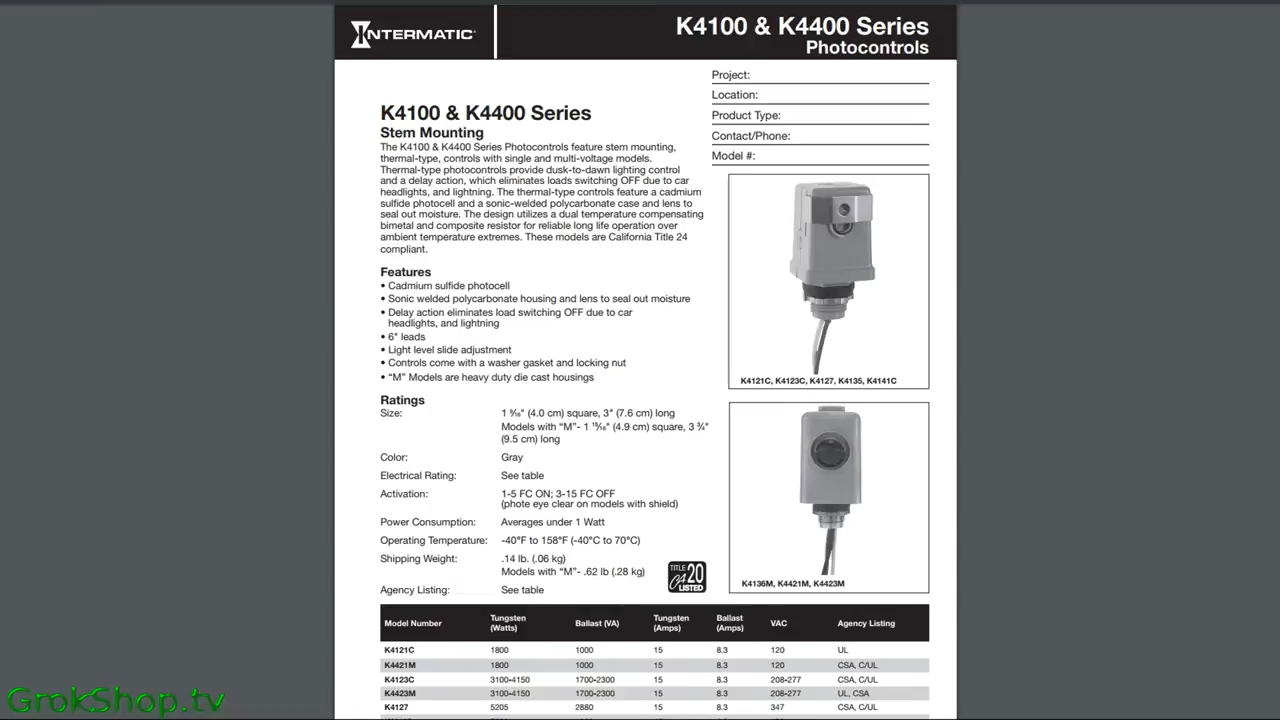 INTERMATIC
K4100 & K4400 Series
Photocontrols
Project:
Location:
Product Type:
Contact/Phone:
Model #:
K4100 & K4400 Series
Stem Mounting
The K4100 & K4400 Series Photocontrols feature stem mounting,
thermal-type, controls with single and multi-voltage models.
Thermal-type photocontrols provide dusk-to-dawn lighting control
and a delay action, which eliminates loads switching OFF due to car
headlights, and lightning. The thermal-type controls feature a cadmium
sulfide photocell and a sonic-welded polycarbonate case and lens to
seal out moisture. The design utilizes a dual temperature compensating
bimetal and composite resistor for reliable long life operation over
ambient temperature extremes. These models are California Title 24
compliant.
Features
• Cadmium sulfide photocell
• Sonic welded polycarbonate housing and lens to seal out moisture
• Delay action eliminates load switching OFF due to car
headlights, and lightning
• 6" leads
• Light level slide adjustment
• Controls come with a washer gasket and locking nut
• “M” Models are heavy duty die cast housings
K4121C, K4123C, K4127, K4135, K4141C
Ratings
Size: 1 9⁄16" (4.0 cm) square, 3" (7.6 cm) long
Models with “M”- 1 15⁄16" (4.9 cm) square, 3 3⁄4"
(9.5 cm) long
Color: Gray
Electrical Rating: See table
Activation: 1-5 FC ON; 3-15 FC OFF
(phote eye clear on models with shield)
Power Consumption: Averages under 1 Watt
Operating Temperature: -40°F to 158°F (-40°C to 70°C)
Shipping Weight: .14 lb. (.06 kg)
Models with “M”- .62 lb (.28 kg)
Agency Listing: See table
TITLE 20
CA LISTED
K4136M, K4421M, K4423M
Model Number Tungsten (Watts) Ballast (VA) Tungsten (Amps) Ballast (Amps) VAC Agency Listing
K4121C 1800 1000 15 8.3 120 UL
K4421M 1800 1000 15 8.3 120 CSA, C/UL
K4123C 3100-4150 1700-2300 15 8.3 208-277 CSA, C/UL
K4423M 3100-4150 1700-2300 15 8.3 208-277 UL, CSA
K4127 5205 2880 15 8.3 347 CSA, C/UL
GrokShop.tv